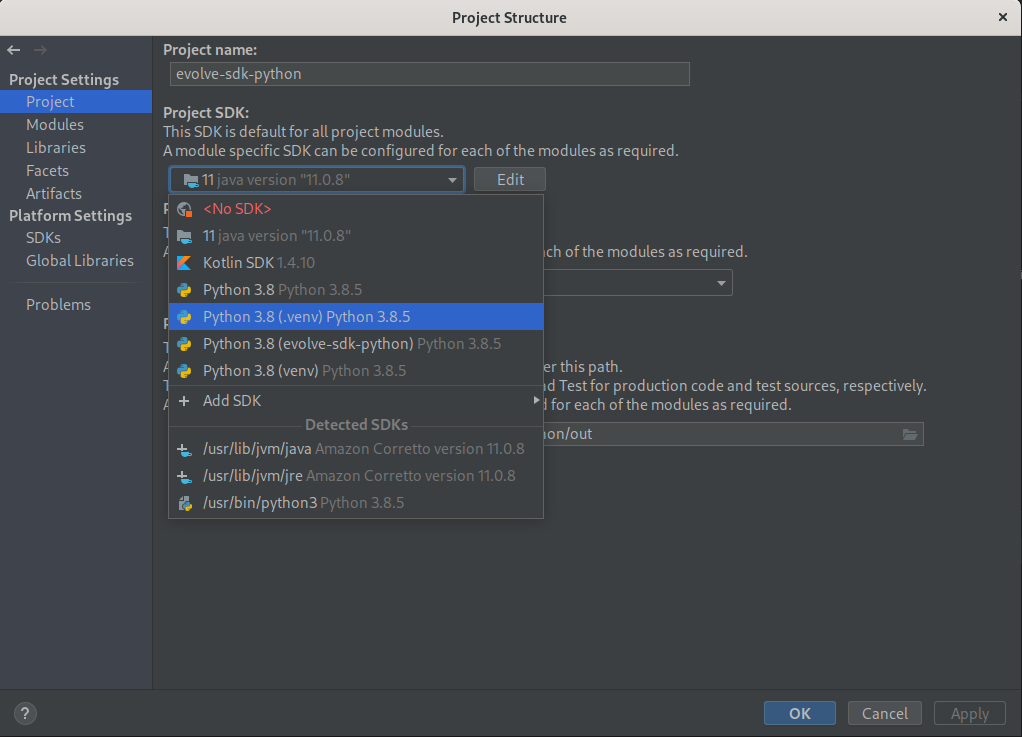 Project Structure
Project Settings
Project
Modules
Libraries
Facets
Artifacts
Platform Settings
SDKs
Global Libraries
Problems
Project name:
evolve-sdk-python
Project SDK:
This SDK is default for all project modules.
A module specific SDK can be configured for each of the modules as required.
11 java version "11.0.8"
Edit
<No SDK>
11 java version "11.0.8"
of the modules as required.
Kotlin SDK 1.4.10
Python 3.8 Python 3.8.5
Python 3.8 (.venv) Python 3.8.5
Python 3.8 (evolve-sdk-python) Python 3.8.5
Python 3.8 (venv) Python 3.8.5
this path.
and Test for production code and test sources, respectively.
for each of the modules as required.
Add SDK
Detected SDKs
/out
/usr/lib/jvm/java Amazon Corretto version 11.0.8
/usr/lib/jvm/jre Amazon Corretto version 11.0.8
/usr/bin/python3 Python 3.8.5
?
OK
Cancel
Apply